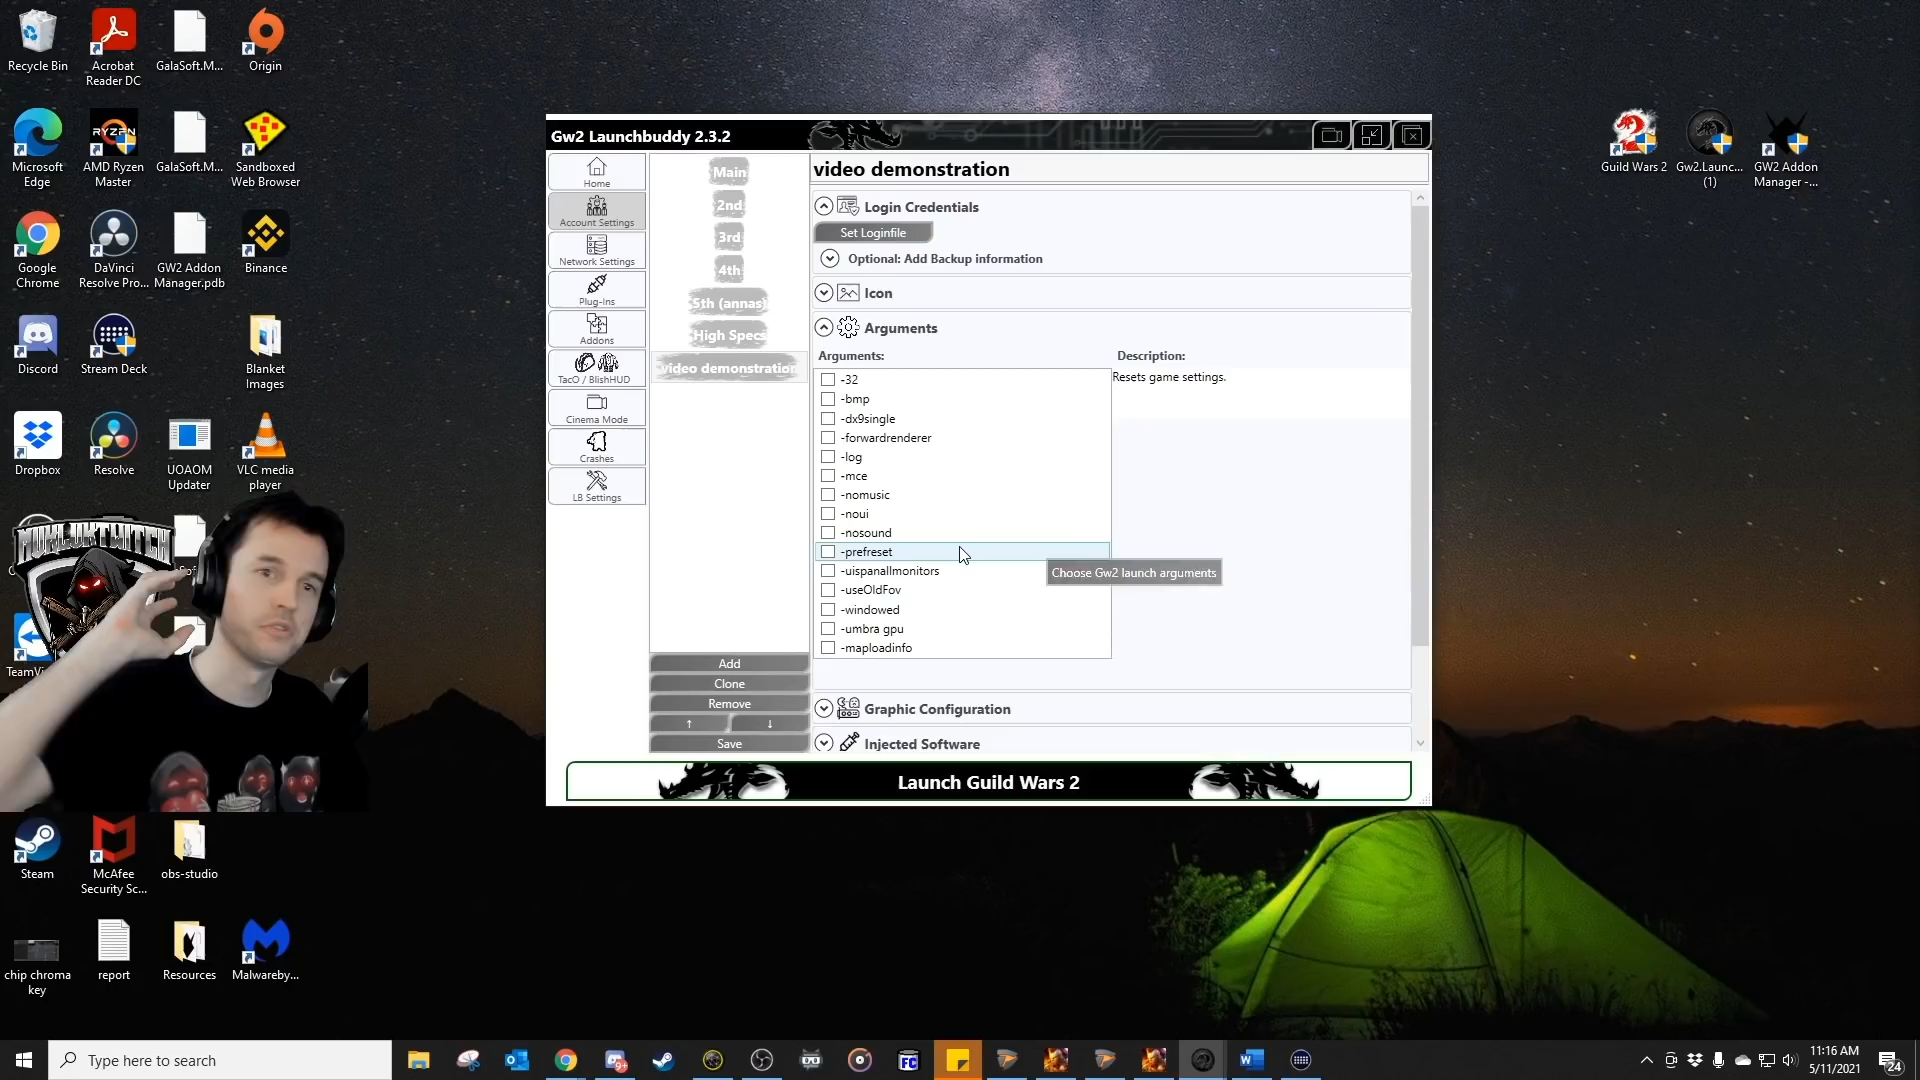 Recycle Bin
Acrobat
Reader DC
GalaSoft.M...
Origin
Microsoft
Edge
RYZEN
AMD Ryzen
Master
GalaSoft.M...
Sandboxed
Web Browser
Google
Chrome
DaVinci
Resolve Pro...
GW2 Addon
Manager.pdb
Binance
Discord
Stream Deck
Blanket
Images
Dropbox
Resolve
UOAOM
Updater
VLC media
player
MUKLUKTWITCH
TeamVi
Steam
McAfee
Security Sc...
obs-studio
chip chroma
key
report
Resources
Malwareby...
Guild Wars 2
Gw2.Launc...
(1)
GW2 Addon
Manager -...
Gw2 Launchbuddy 2.3.2
Home
Account Settings
Network Settings
Plug-Ins
Addons
TacO / BlishHUD
Cinema Mode
Crashes
LB Settings
Main
2nd
3rd
4th
5th (annas)
High Specs
video demonstration
Add
Clone
Remove
↑ ↓
Save
video demonstration
Login Credentials
Set Loginfile
Optional: Add Backup information
Icon
Arguments
Arguments:
Description:
-32
-bmp
-dx9single
-forwardrenderer
-log
-mce
-nomusic
-noui
-nosound
-prefreset
-uispanallmonitors
-useOldFov
-windowed
-umbra gpu
-maploadinfo
Resets game settings.
Choose Gw2 launch arguments
Graphic Configuration
Injected Software
Launch Guild Wars 2
Type here to search
9+
FC
11:16 AM
5/11/2021
24